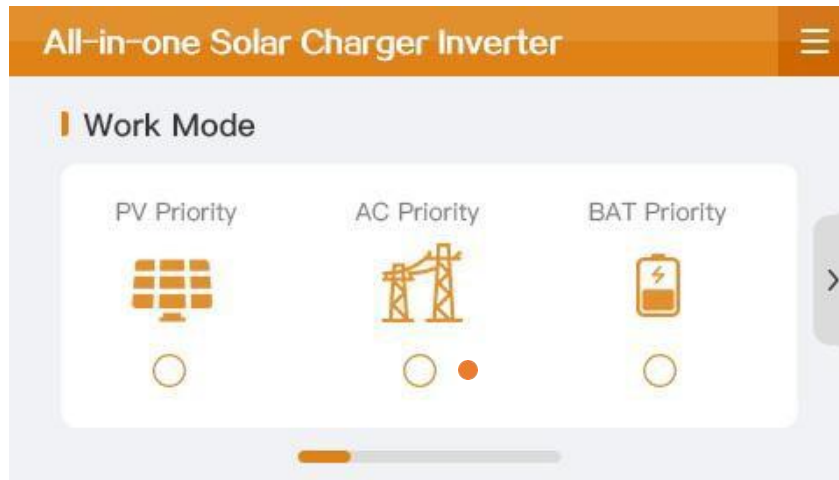 All-in-one Solar Charger Inverter
Work Mode
PV Priority
AC Priority
BAT Priority